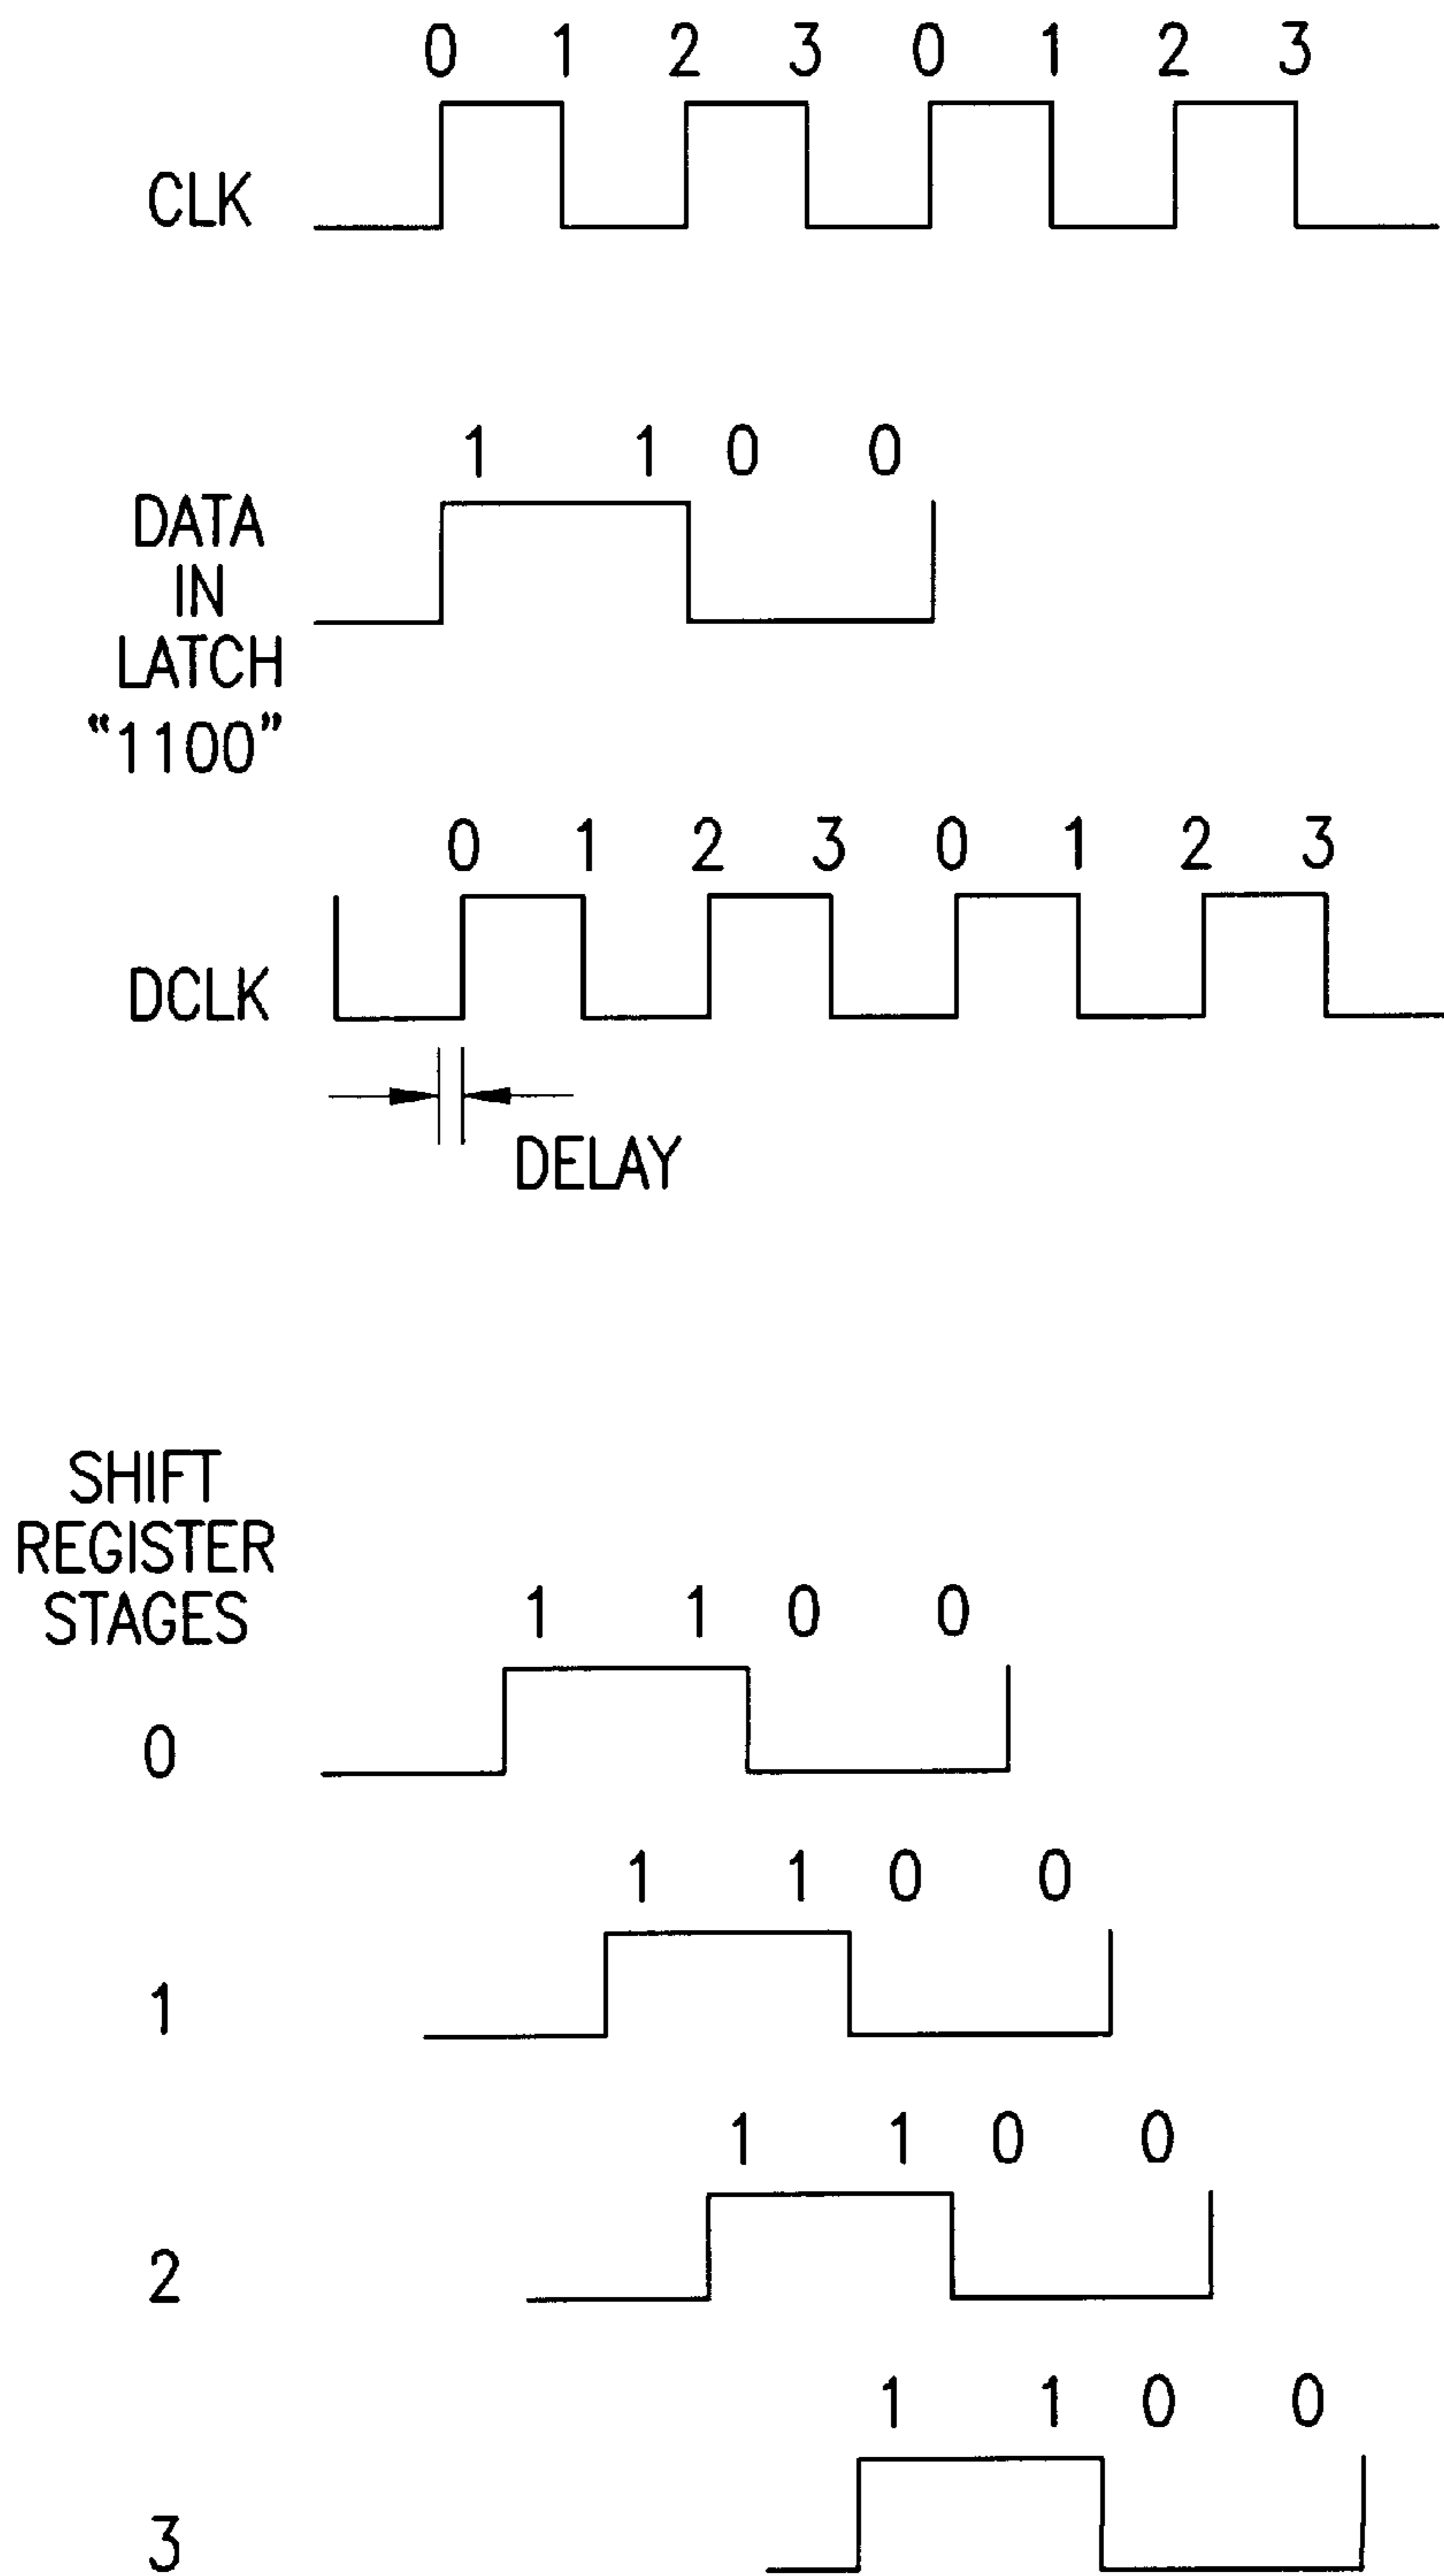 0 1 2 3 0 1 2 3
CLK
1 1 0 0
DATA
IN
LATCH
“1100”
0 1 2 3 0 1 2 3
DCLK
DELAY
SHIFT
REGISTER
STAGES
1 1 0 0
0
1 1 0 0
1
1 1 0 0
2
1 1 0 0
3